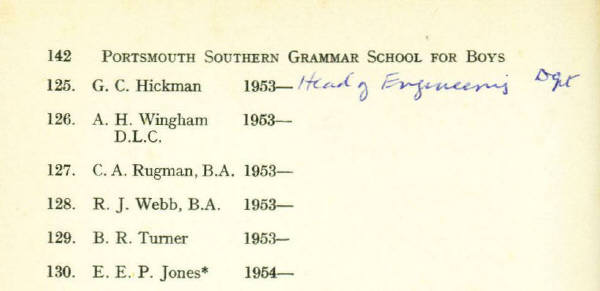 142 PORTSMOUTH SOUTHERN GRAMMAR SCHOOL FOR BOYS
125. G. C. Hickman 1953— Head of Engineering Dpt
126. A. H. Wingham 1953—
D.L.C.
127. C. A. Rugman, B.A. 1953—
128. R. J. Webb, B.A. 1953—
129. B. R. Turner 1953—
130. E. E. P. Jones* 1954—